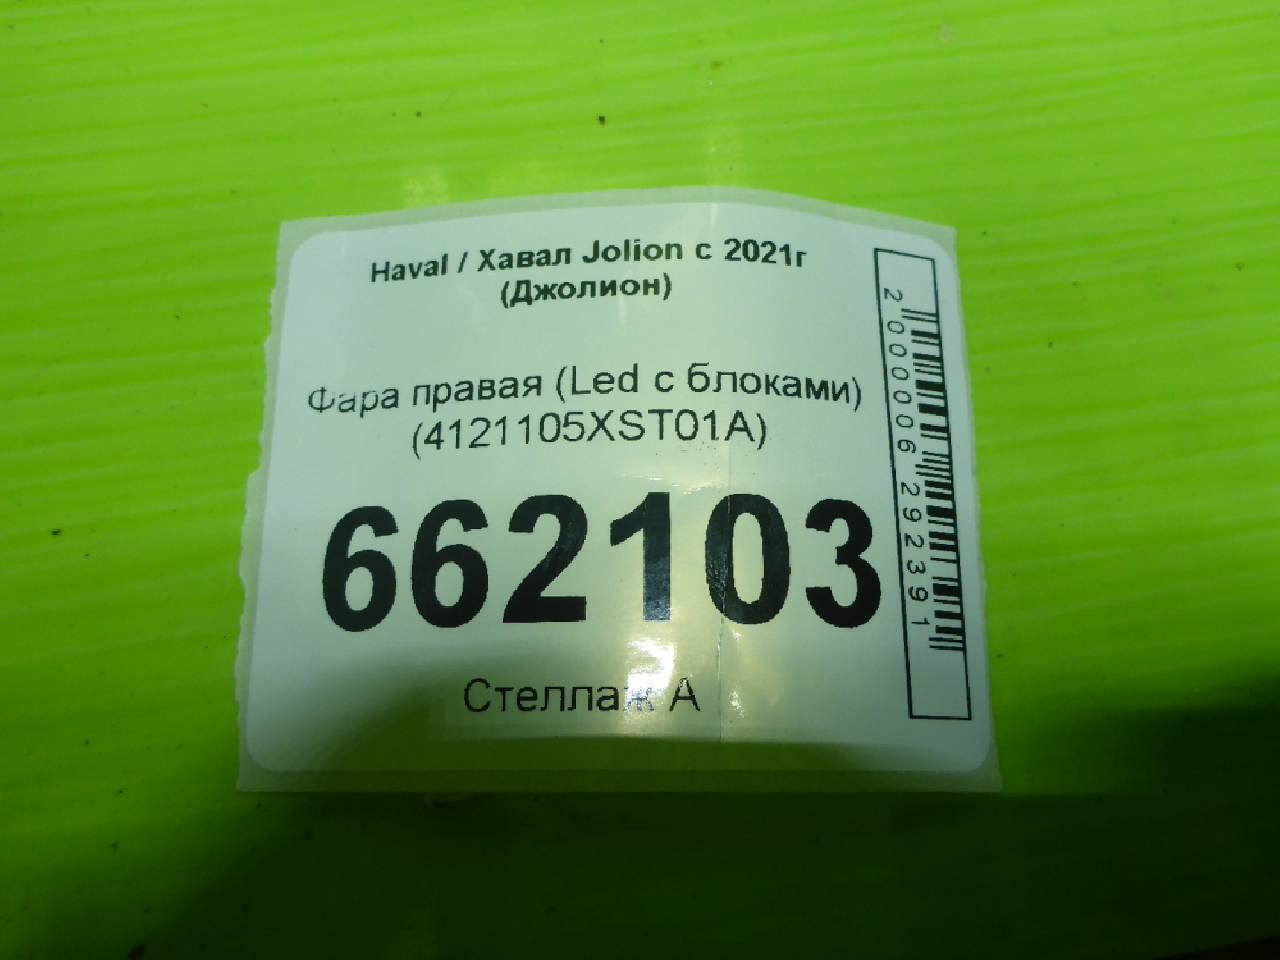 Haval / Хавал Jolion с 2021г
(Джолион)
Фара правая (Led с блоками)
(4121105XST01A)
662103
Стеллаж А
2000006292391